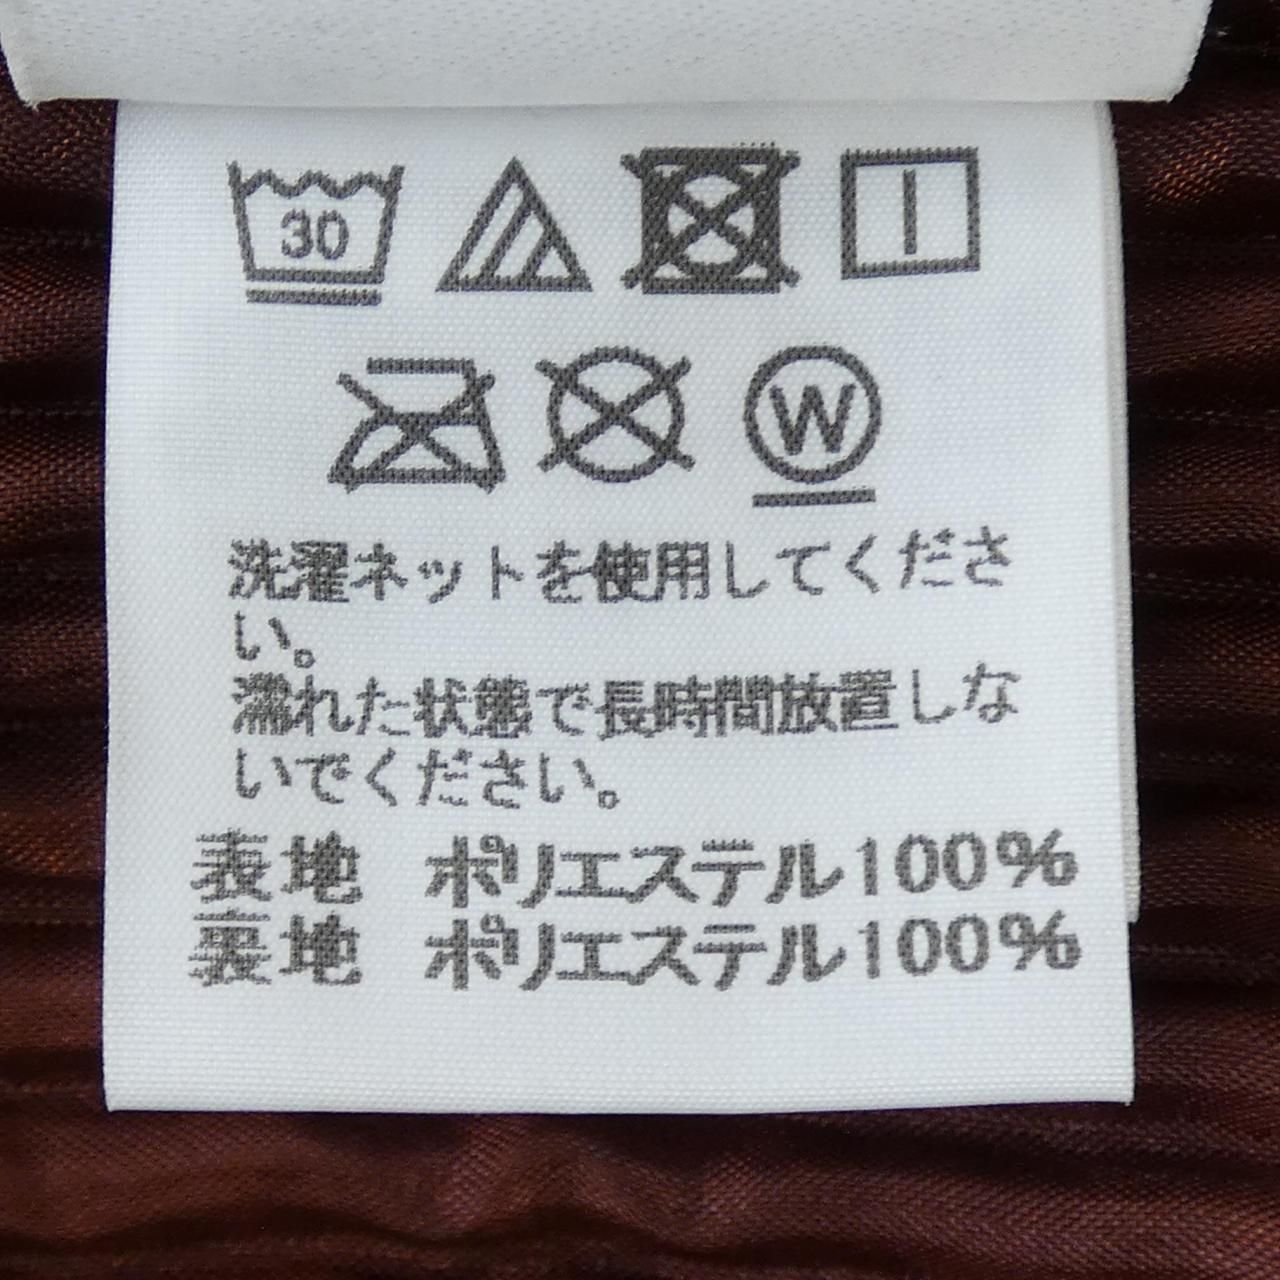 30
W
洗濯ネットを使用してくださ
い。
濡れた状態で長時間放置しな
いでください。
表地 ポリエステル100%
裏地 ポリエステル100%